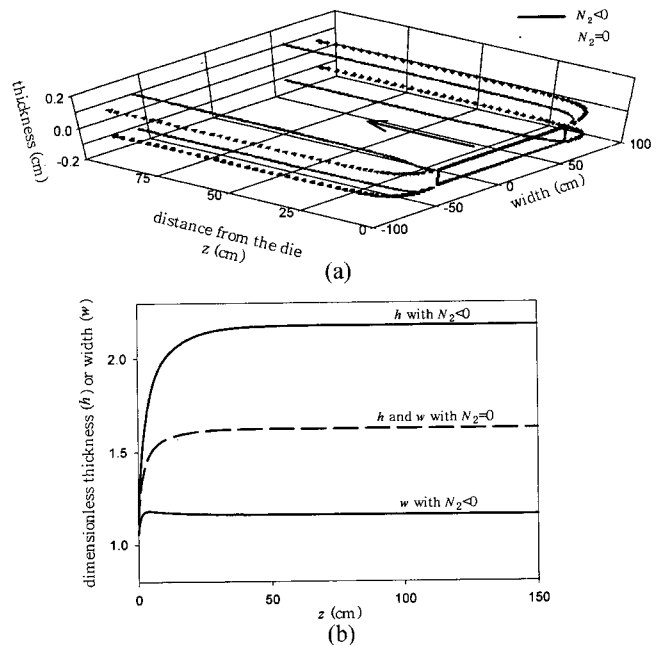 (a)
N₂<0
N₂=0
thickness (cm)
0.2
0.0
-0.2
75
50
25
0
distance from the die
z (cm)
-100
-50
0
50
100
width (cm)
(a)
dimensionless thickness (h) or width (w)
2.0
1.5
1.0
h with N₂<0
h and w with N₂=0
w with N₂<0
0
50
100
150
z (cm)
(b)